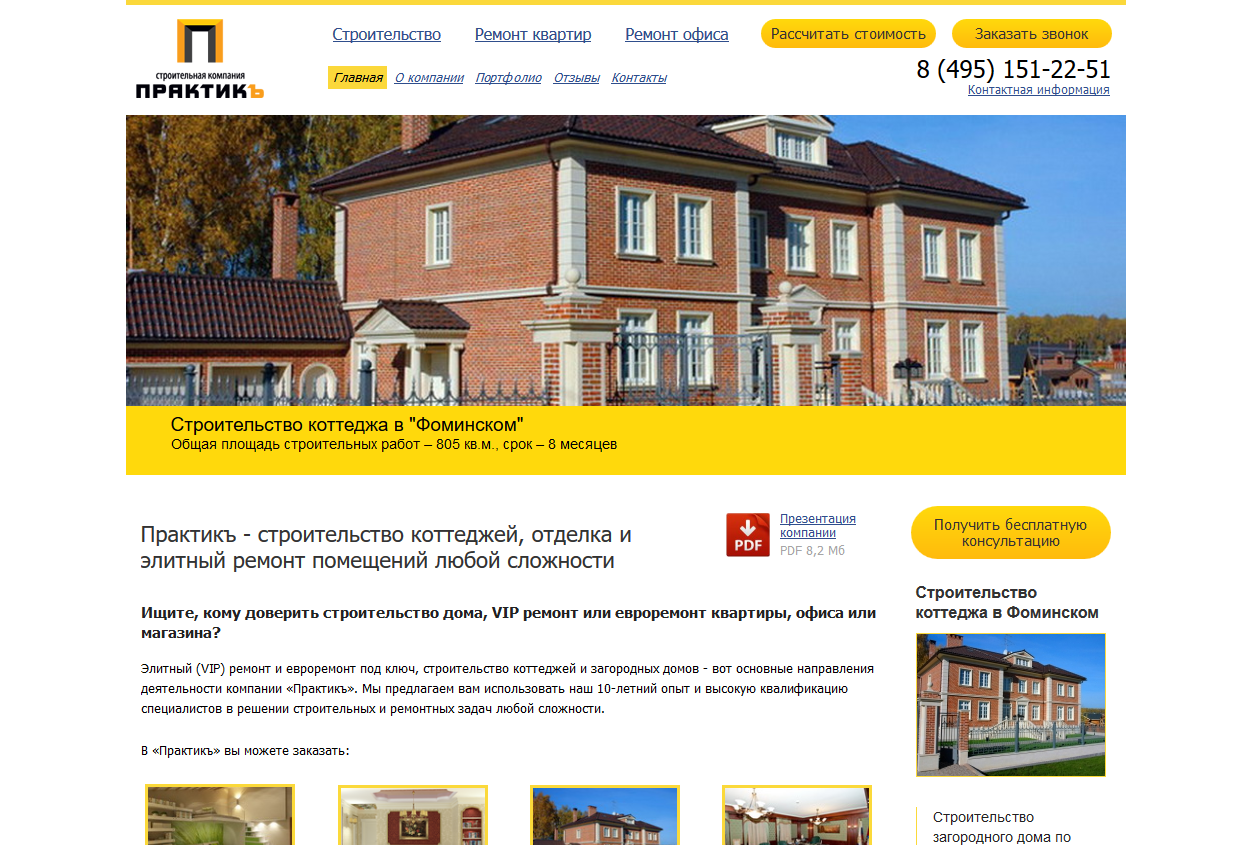 строительная компания
ПРАКТИКЪ
Строительство Ремонт квартир Ремонт офиса
Рассчитать стоимость Заказать звонок
Главная О компании Портфолио Отзывы Контакты
8 (495) 151-22-51
Контактная информация
Строительство коттеджа в "Фоминском"
Общая площадь строительных работ – 805 кв.м., срок – 8 месяцев
Практикъ - строительство коттеджей, отделка и
элитный ремонт помещений любой сложности
PDF
Презентация
компании
PDF 8,2 Мб
Ищите, кому доверить строительство дома, VIP ремонт или евроремонт квартиры, офиса или
магазина?
Элитный (VIP) ремонт и евроремонт под ключ, строительство коттеджей и загородных домов - вот основные направления
деятельности компании «Практикъ». Мы предлагаем вам использовать наш 10-летний опыт и высокую квалификацию
специалистов в решении строительных и ремонтных задач любой сложности.
В «Практикъ» вы можете заказать:
Получить бесплатную
консультацию
Строительство
коттеджа в Фоминском
Строительство
загородного дома по